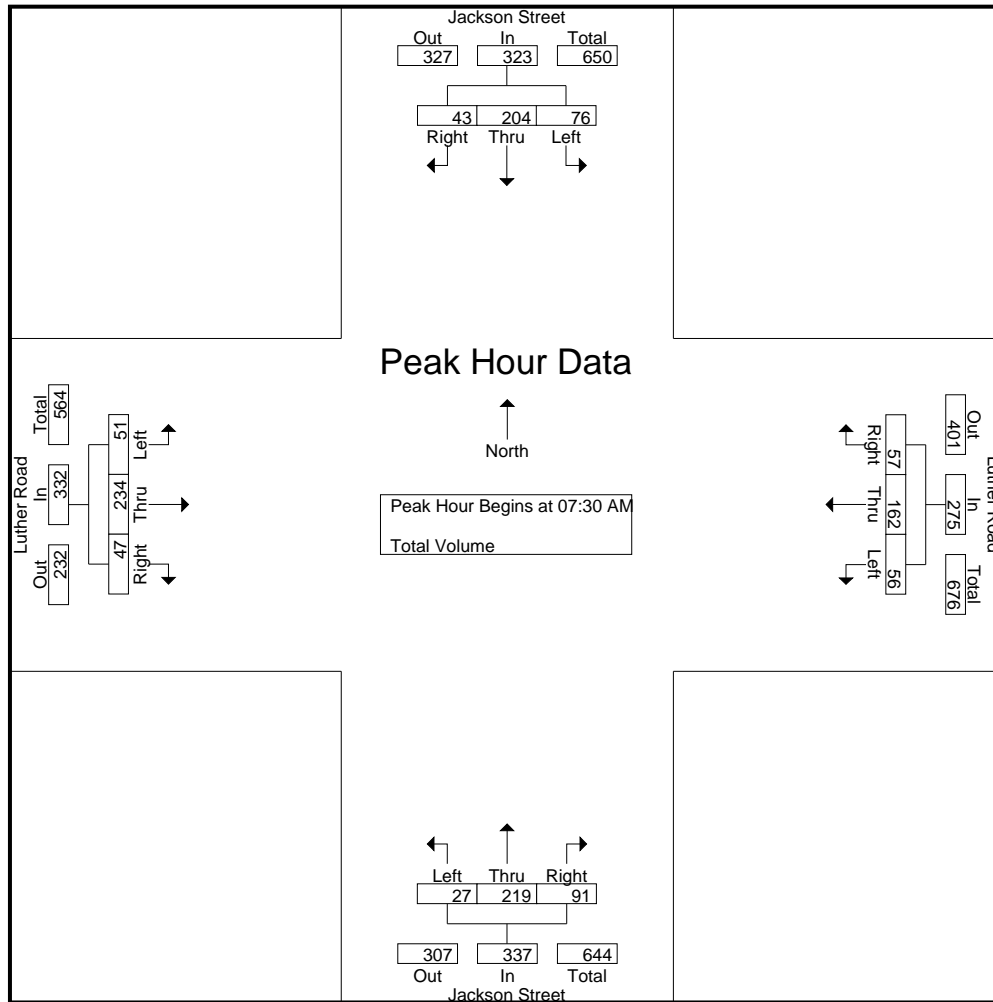 Jackson Street
Out In Total
327 323 650
43 204 76
Right Thru Left
Peak Hour Data
North
Peak Hour Begins at 07:30 AM
Total Volume
Luther Road
Out In Total
232 332 564
47 234 51
Right Thru Left
Luther Road
Out In Total
401 275 676
57 162 56
Right Thru Left
Left Thru Right
27 219 91
307 337 644
Out In Total
Jackson Street